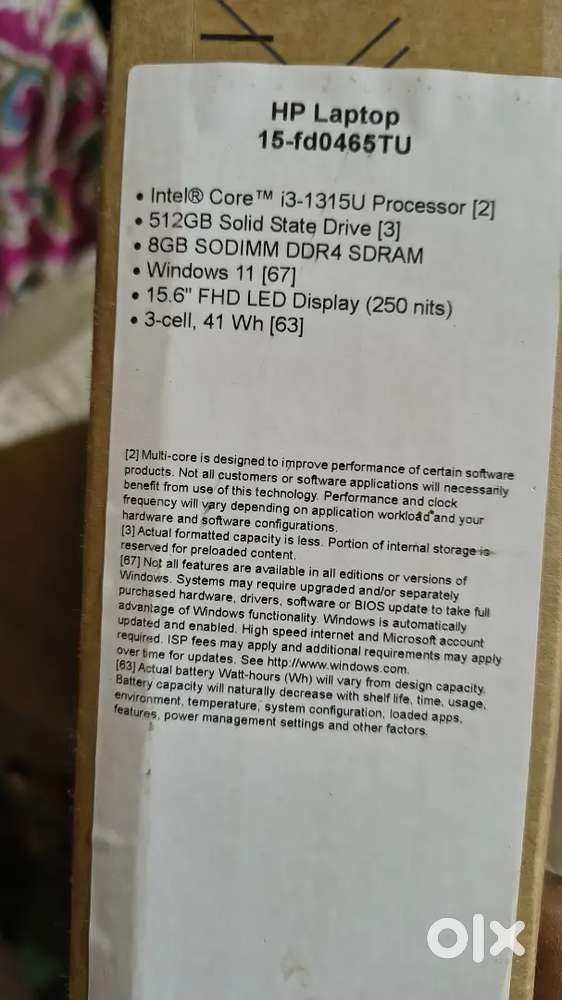 HP Laptop
15-fd0465TU
• Intel® Core™ i3-1315U Processor [2]
• 512GB Solid State Drive [3]
• 8GB SODIMM DDR4 SDRAM
• Windows 11 [67]
• 15.6" FHD LED Display (250 nits)
• 3-cell, 41 Wh [63]
[2] Multi-core is designed to improve performance of certain software
products. Not all customers or software applications will necessarily
benefit from use of this technology. Performance and clock
frequency will vary depending on application workload and your
hardware and software configurations.
[3] Actual formatted capacity is less. Portion of internal storage is
reserved for preloaded content.
[67] Not all features are available in all editions or versions of
Windows. Systems may require upgraded and/or separately
purchased hardware, drivers, software or BIOS update to take full
advantage of Windows functionality. Windows is automatically
updated and enabled. High speed internet and Microsoft account
required. ISP fees may apply and additional requirements may apply
over time for updates. See http://www.windows.com.
[63] Actual battery Watt-hours (Wh) will vary from design capacity.
Battery capacity will naturally decrease with shelf life, time, usage,
environment, temperature, system configuration, loaded apps,
features, power management settings and other factors.
olx